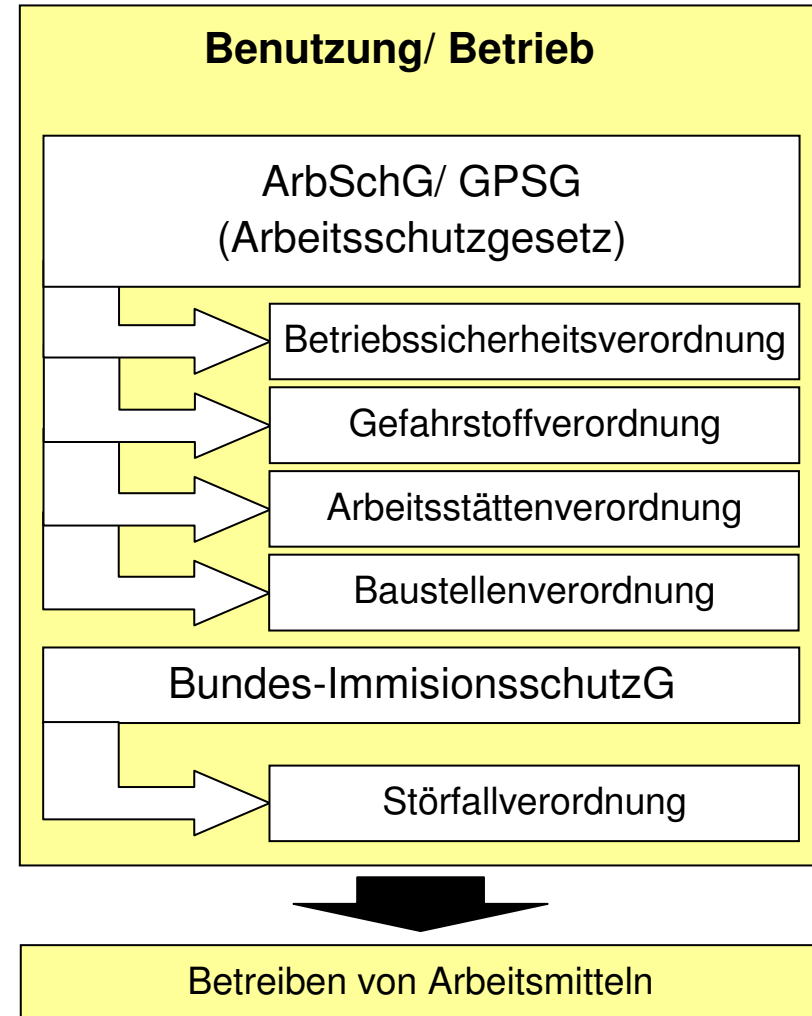 Benutzung/ Betrieb
ArbSchG/ GPSG
(Arbeitsschutzgesetz)
Betriebssicherheitsverordnung
Gefahrstoffverordnung
Arbeitsstättenverordnung
Baustellenverordnung
Bundes-ImmisionsschutzG
Störfallverordnung
Betreiben von Arbeitsmitteln